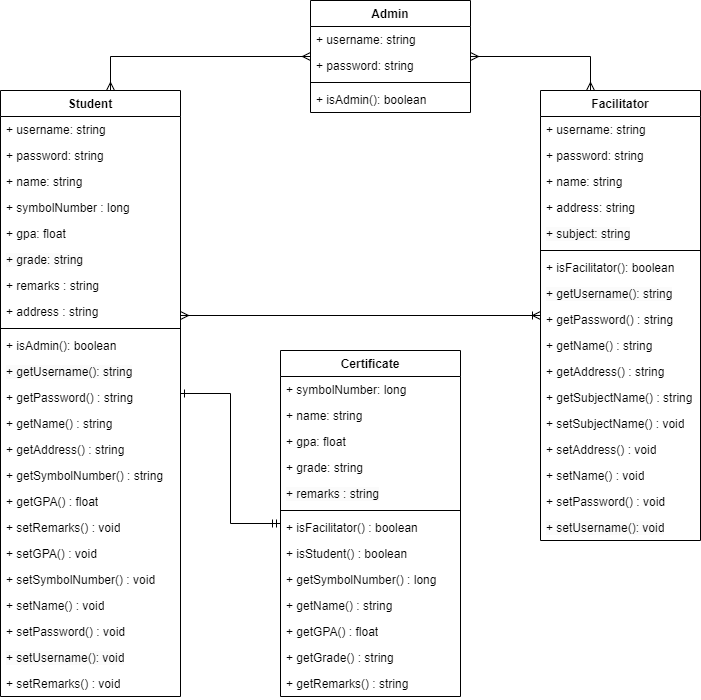 Admin
+ username: string
+ password: string
+ isAdmin(): boolean
Student
+ username: string
+ password: string
+ name: string
+ symbolNumber : long
+ gpa: float
+ grade: string
+ remarks : string
+ address : string
+ isAdmin(): boolean
+ getUsername(): string
+ getPassword() : string
+ getName() : string
+ getAddress() : string
+ getSymbolNumber() : string
+ getGPA() : float
+ setRemarks() : void
+ setGPA() : void
+ setSymbolNumber() : void
+ setName() : void
+ setPassword() : void
+ setUsername() : void
+ setRemarks() : void
Certificate
+ symbolNumber: long
+ name: string
+ gpa: float
+ grade: string
+ remarks : string
+ isFacilitator() : boolean
+ isStudent() : boolean
+ getSymbolNumber() : long
+ getName() : string
+ getGPA() : float
+ getGrade() : string
+ getRemarks() : string
Facilitator
+ username: string
+ password: string
+ name: string
+ address: string
+ subject: string
+ isFacilitator(): boolean
+ getUsername(): string
+ getPassword() : string
+ getName() : string
+ getAddress() : string
+ getSubjectName() : string
+ setSubjectName() : void
+ setAddress() : void
+ setName() : void
+ setPassword() : void
+ setUsername(): void